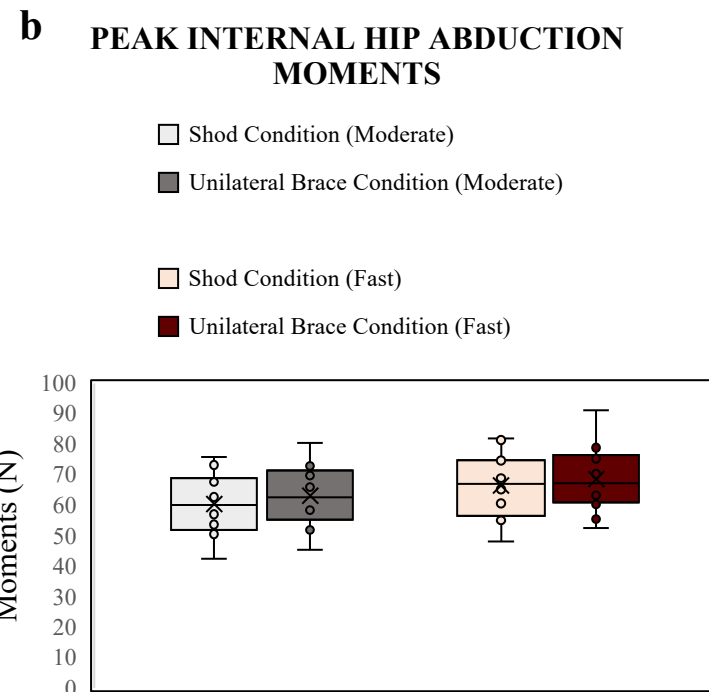 b
PEAK INTERNAL HIP ABDUCTION
MOMENTS
Shod Condition (Moderate)
Unilateral Brace Condition (Moderate)
Shod Condition (Fast)
Unilateral Brace Condition (Fast)
Moments (N)
100
90
80
70
60
50
40
30
20
10
0